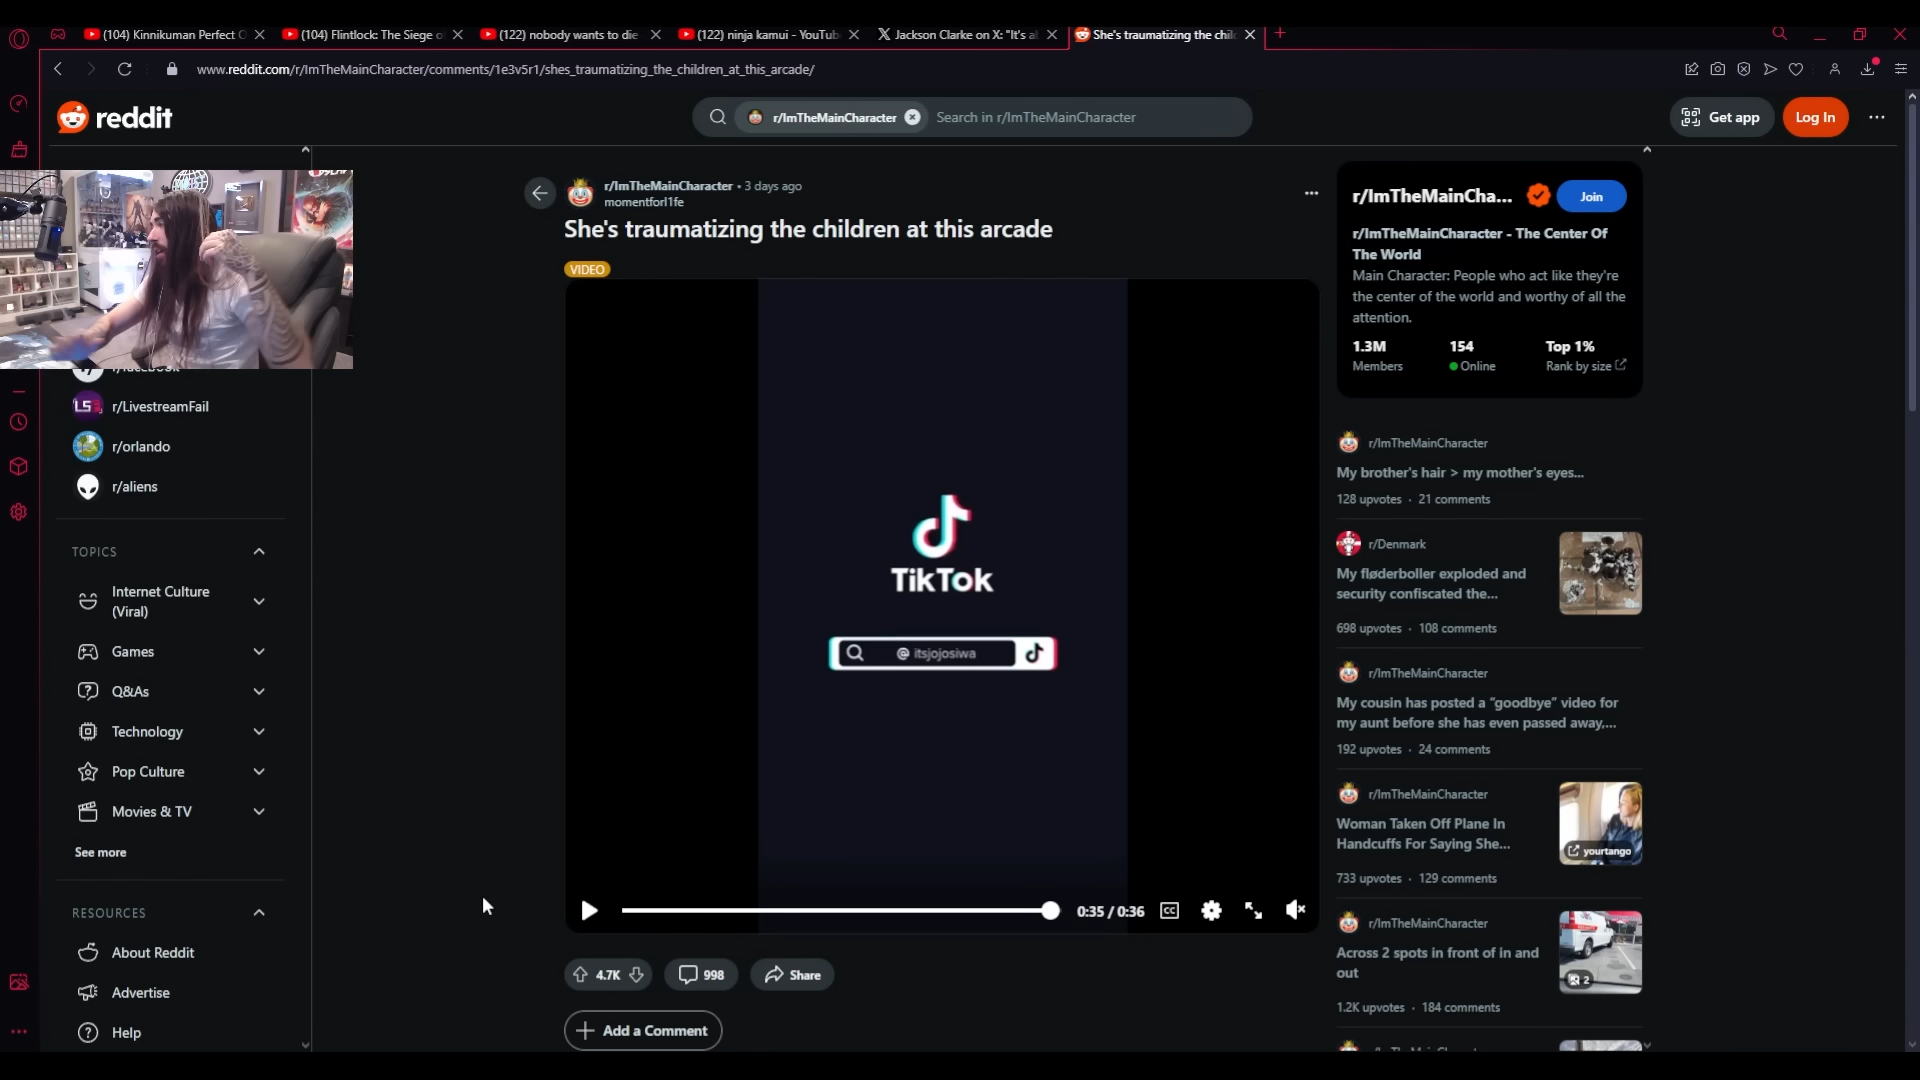 (104) Kinnikuman Perfect O
(104) Flintlock: The Siege o
(122) nobody wants to die
(122) ninja kamui - YouTub
Jackson Clarke on X: "It's a
She's traumatizing the chil
www.reddit.com/r/ImTheMainCharacter/comments/1e3v5r1/shes_traumatizing_the_children_at_this_arcade/
reddit
r/ImTheMainCharacter
Search in r/ImTheMainCharacter
Get app
Log In
r/LivestreamFail
r/orlando
r/aliens
TOPICS
Internet Culture
(Viral)
Games
Q&As
Technology
Pop Culture
Movies & TV
See more
RESOURCES
About Reddit
Advertise
Help
r/ImTheMainCharacter • 3 days ago
momentforl1fe
She's traumatizing the children at this arcade
VIDEO
TikTok
@ itsjojosiwa
0:35 / 0:36
CC
4.7K
998
Share
Add a Comment
r/ImTheMainCha...
Join
r/ImTheMainCharacter - The Center Of
The World
Main Character: People who act like they're
the center of the world and worthy of all the
attention.
1.3M
Members
154
Online
Top 1%
Rank by size
r/ImTheMainCharacter
My brother's hair > my mother's eyes...
128 upvotes · 21 comments
r/Denmark
My fløderboller exploded and
security confiscated the...
698 upvotes · 108 comments
r/ImTheMainCharacter
My cousin has posted a “goodbye” video for
my aunt before she has even passed away,...
192 upvotes · 24 comments
r/ImTheMainCharacter
Woman Taken Off Plane In
Handcuffs For Saying She...
yourtango
733 upvotes · 129 comments
r/ImTheMainCharacter
Across 2 spots in front of in and
out
2
1.2K upvotes · 184 comments